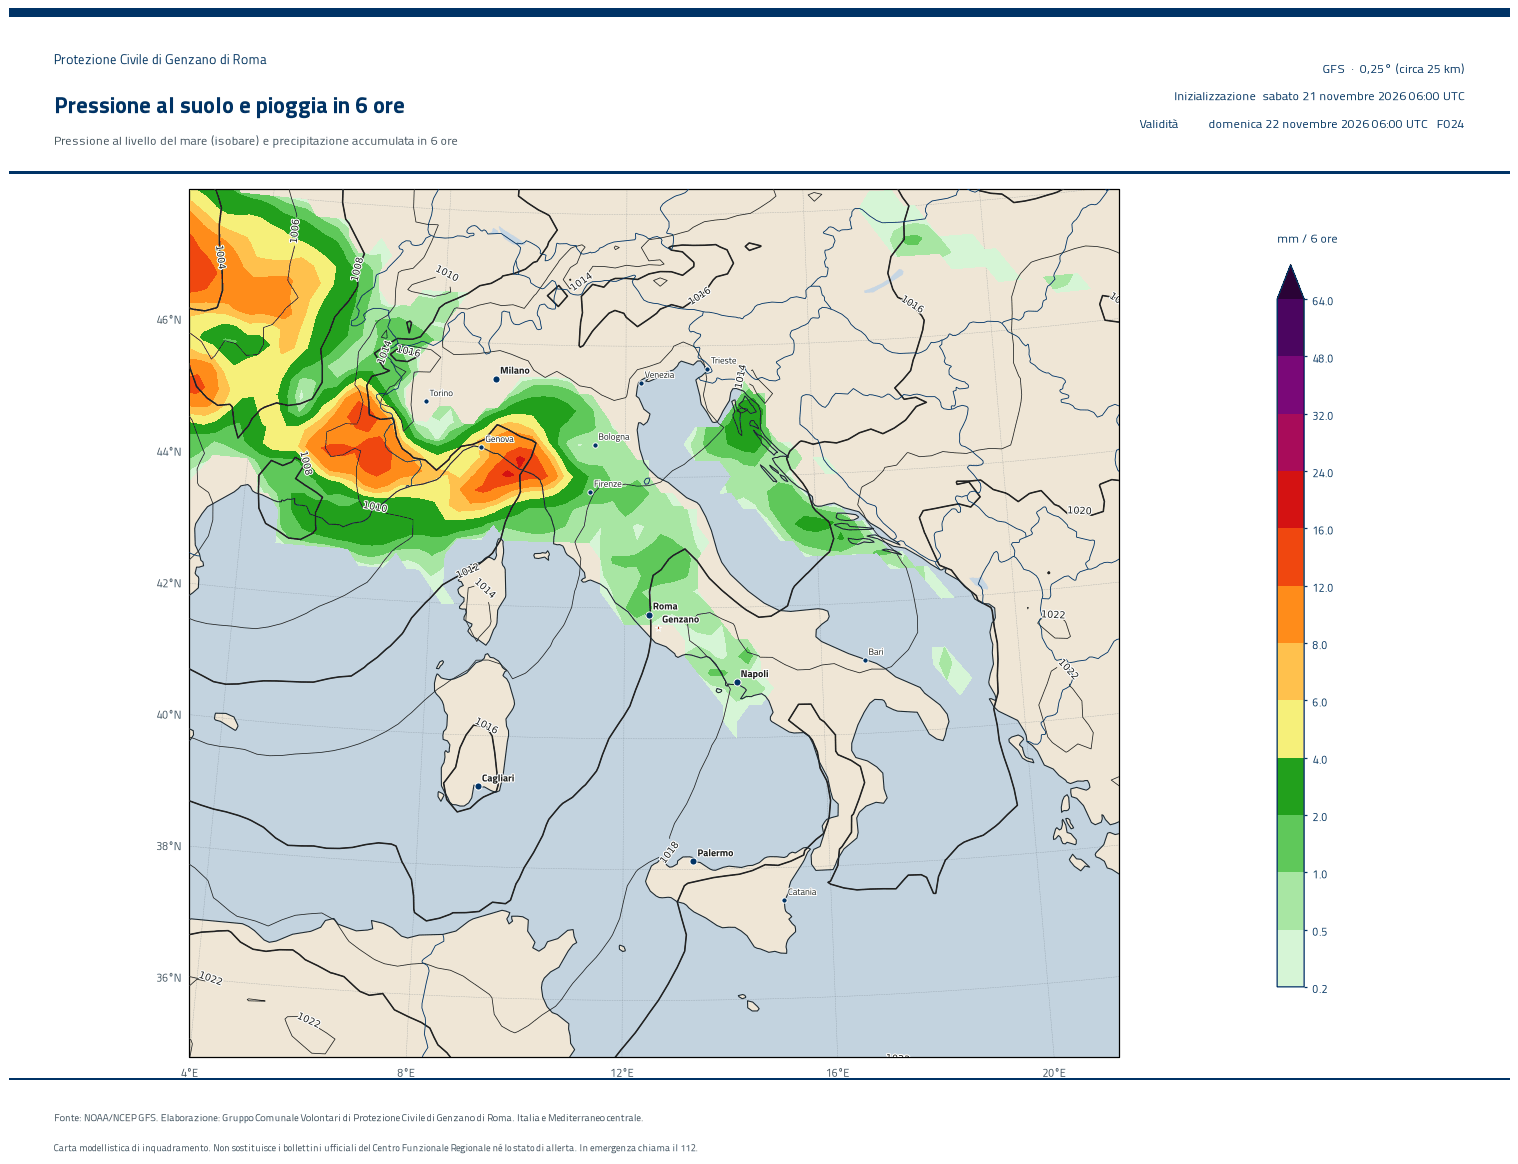 Protezione Civile di Genzano di Roma
Pressione al suolo e pioggia in 6 ore
Pressione al livello del mare (isobare) e precipitazione accumulata in 6 ore
GFS · 0,25° (circa 25 km)
Inizializzazione sabato 21 novembre 2026 06:00 UTC
Validità domenica 22 novembre 2026 06:00 UTC F024
mm / 6 ore
64.0
48.0
32.0
24.0
16.0
12.0
8.0
6.0
4.0
2.0
1.0
0.5
0.2
46°N
44°N
42°N
40°N
38°N
36°N
4°E
8°E
12°E
16°E
20°E
1004
1006
1008
1010
1014
1016
1016
1014
1016
1014
1008
1010
1012
1014
1016
1018
1020
1022
1022
1022
1022
Milano
Torino
Venezia
Trieste
Genova
Bologna
Firenze
Roma
Genzano
Napoli
Bari
Cagliari
Palermo
Catania
Fonte: NOAA/NCEP GFS. Elaborazione: Gruppo Comunale Volontari di Protezione Civile di Genzano di Roma. Italia e Mediterraneo centrale.
Carta modellistica di inquadramento. Non sostituisce i bollettini ufficiali del Centro Funzionale Regionale né lo stato di allerta. In emergenza chiama il 112.